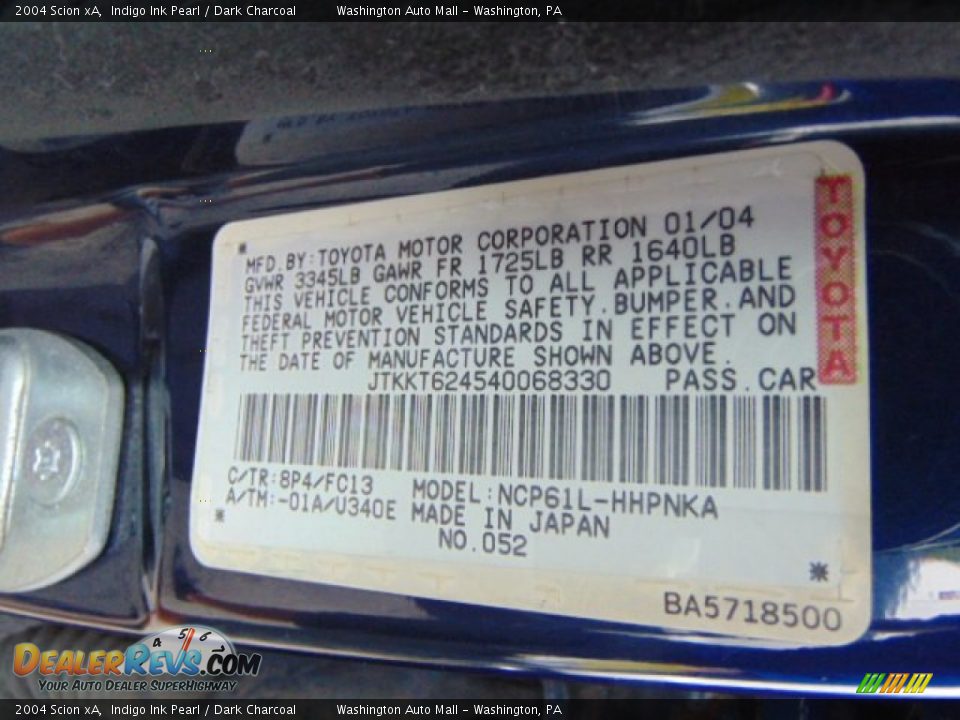 2004 Scion xA, Indigo Ink Pearl / Dark Charcoal Washington Auto Mall - Washington, PA
MFD.BY:TOYOTA MOTOR CORPORATION 01/04
GVWR 3345LB GAWR FR 1725LB RR 1640LB
THIS VEHICLE CONFORMS TO ALL APPLICABLE
FEDERAL MOTOR VEHICLE SAFETY.BUMPER.AND
THEFT PREVENTION STANDARDS IN EFFECT ON
THE DATE OF MANUFACTURE SHOWN ABOVE.
JTKKT624540068330 PASS.CAR
TOYOTA
C/TR:8P4/FC13 MODEL:NCP61L-HHPNKA
A/TM:-01A/U340E MADE IN JAPAN
NO.052
BA5718500
4 5 6
DEALERREVS.COM
YOUR AUTO DEALER SUPERHIGHWAY
2004 Scion xA, Indigo Ink Pearl / Dark Charcoal Washington Auto Mall - Washington, PA